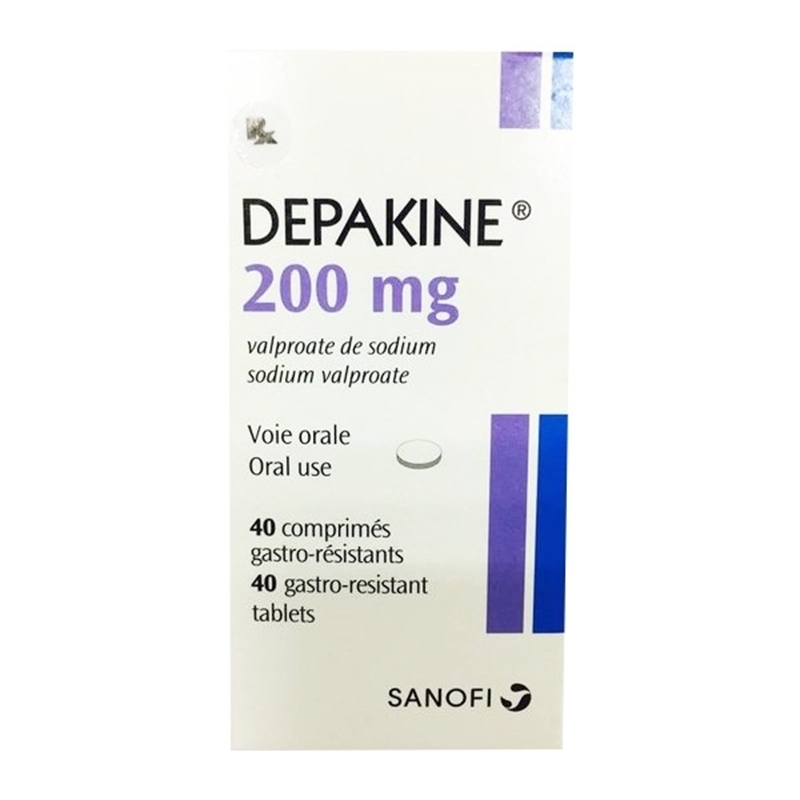 Rx
DEPAKINE®
200 mg
valproate de sodium
sodium valproate
Voie orale
Oral use
40 comprimés
gastro-résistants
40 gastro-resistant
tablets
SANOFI